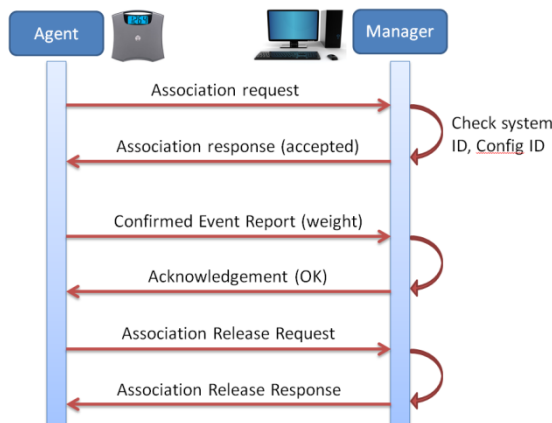 Agent
Manager
Association request
Check system
ID, Config ID
Association response (accepted)
Confirmed Event Report (weight)
Acknowledgement (OK)
Association Release Request
Association Release Response